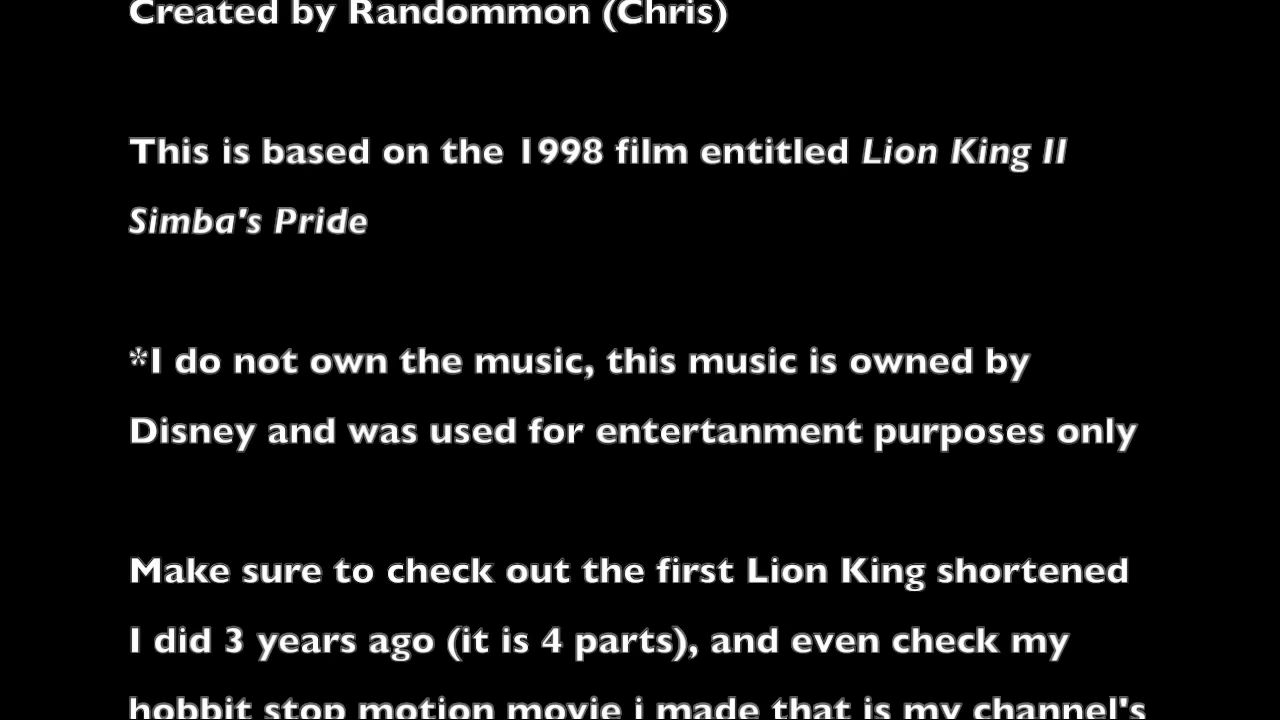 Created by Randommon (Chris)
This is based on the 1998 film entitled Lion King II
Simba's Pride
*I do not own the music, this music is owned by
Disney and was used for entertanment purposes only
Make sure to check out the first Lion King shortened
I did 3 years ago (it is 4 parts), and even check my
hobbit stop motion movie i made that is my channel's